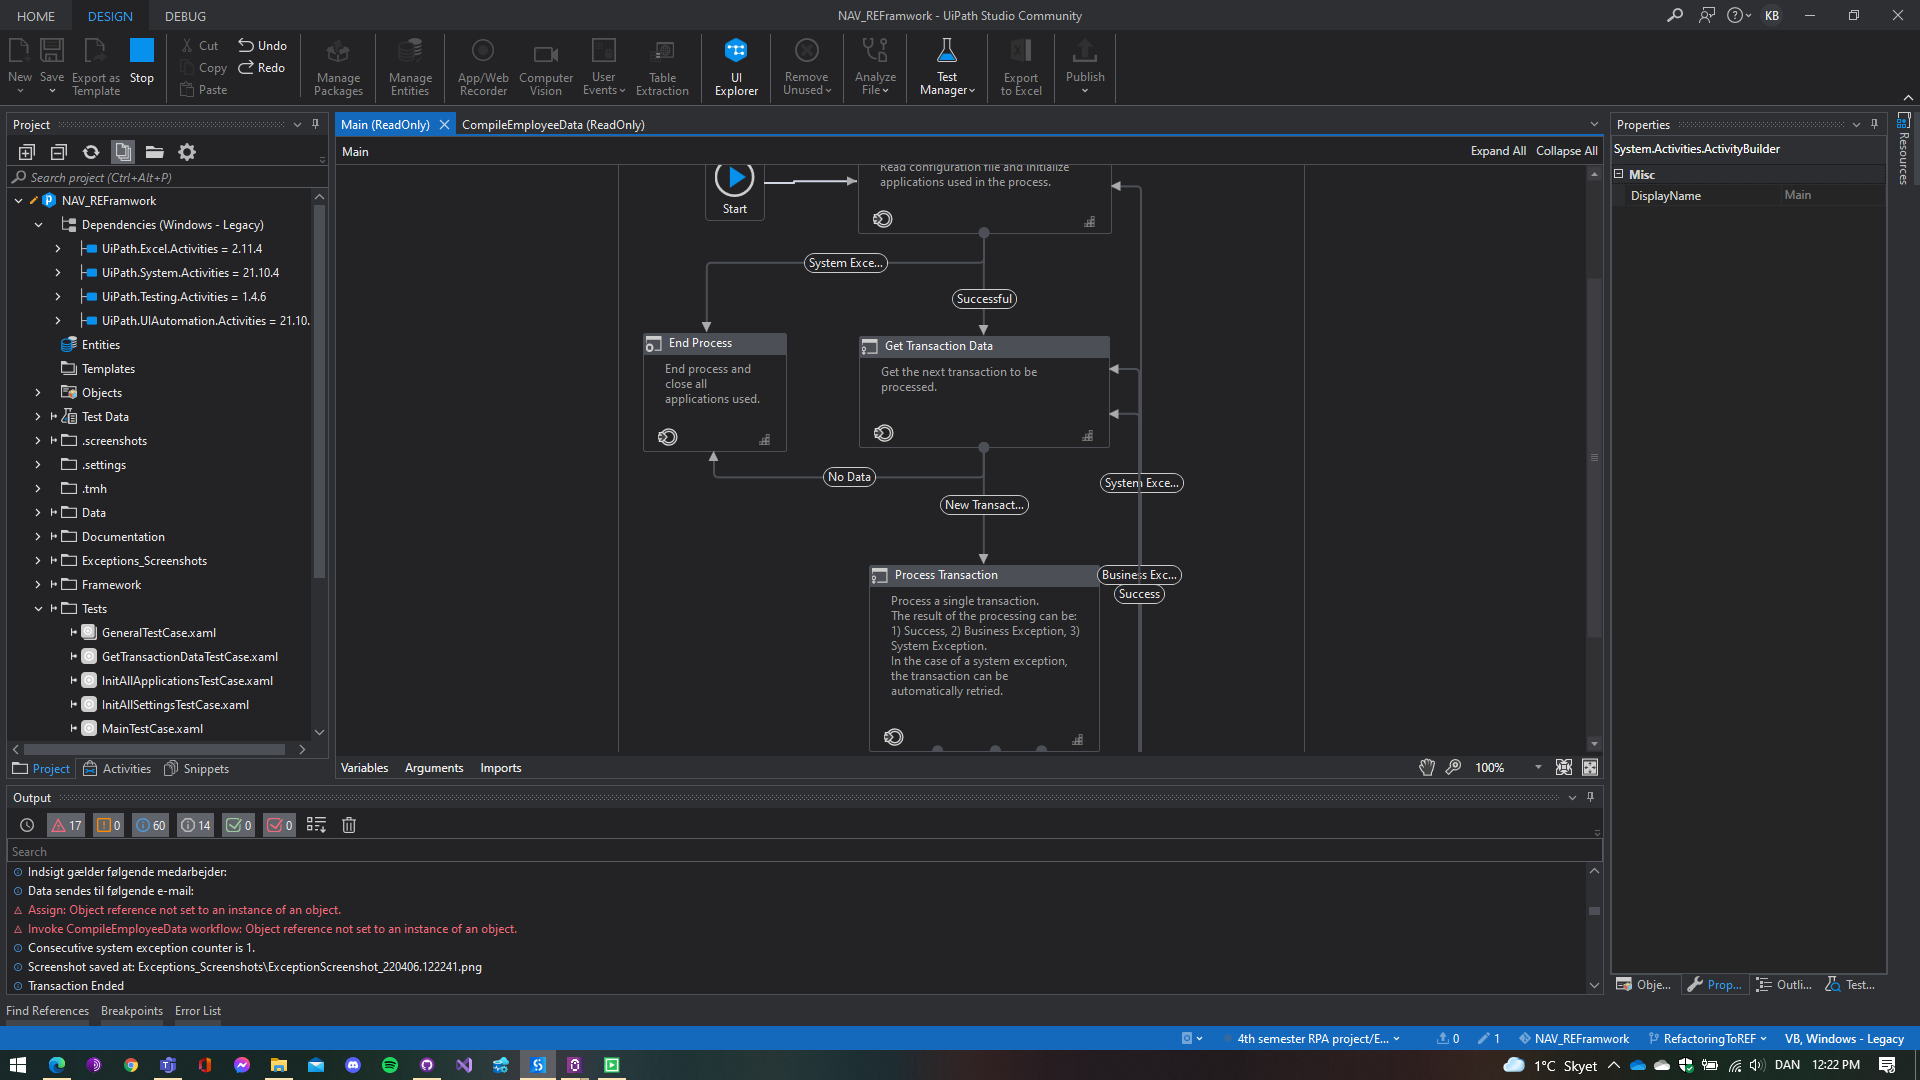 HOME
DESIGN
DEBUG
NAV_REFramwork - UiPath Studio Community
KB
New
Save
Export as Template
Stop
Cut
Copy
Paste
Undo
Redo
Manage Packages
Manage Entities
App/Web Recorder
Computer Vision
User Events
Table Extraction
UI Explorer
Remove Unused
Analyze File
Test Manager
Export to Excel
Publish
Project
Search project (Ctrl+Alt+P)
NAV_REFramwork
Dependencies (Windows - Legacy)
UiPath.Excel.Activities = 2.11.4
UiPath.System.Activities = 21.10.4
UiPath.Testing.Activities = 1.4.6
UiPath.UIAutomation.Activities = 21.10.
Entities
Templates
Objects
Test Data
.screenshots
.settings
.tmh
Data
Documentation
Exceptions_Screenshots
Framework
Tests
GeneralTestCase.xaml
GetTransactionDataTestCase.xaml
InitAllApplicationsTestCase.xaml
InitAllSettingsTestCase.xaml
MainTestCase.xaml
Project
Activities
Snippets
Main (ReadOnly)
CompileEmployeeData (ReadOnly)
Main
Expand All
Collapse All
Start
Read configuration file and initialize
applications used in the process.
System Exce...
Successful
End Process
End process and
close all
applications used.
Get Transaction Data
Get the next transaction to be
processed.
No Data
New Transact...
System Exce...
Process Transaction
Process a single transaction.
The result of the processing can be:
1) Success, 2) Business Exception, 3)
System Exception.
In the case of a system exception,
the transaction can be
automatically retried.
Business Exc...
Success
Variables
Arguments
Imports
100%
Properties
System.Activities.ActivityBuilder
Misc
DisplayName
Main
Resources
Obje...
Prop...
Outli...
Test...
Output
17
0
60
14
0
0
Search
Indsigt gælder følgende medarbejder:
Data sendes til følgende e-mail:
Assign: Object reference not set to an instance of an object.
Invoke CompileEmployeeData workflow: Object reference not set to an instance of an object.
Consecutive system exception counter is 1.
Screenshot saved at: Exceptions_Screenshots\ExceptionScreenshot_220406.122241.png
Transaction Ended
Find References
Breakpoints
Error List
4th semester RPA project/E...
0
1
NAV_REFramwork
RefactoringToREF
VB, Windows - Legacy
1°C Skyet
DAN
12:22 PM